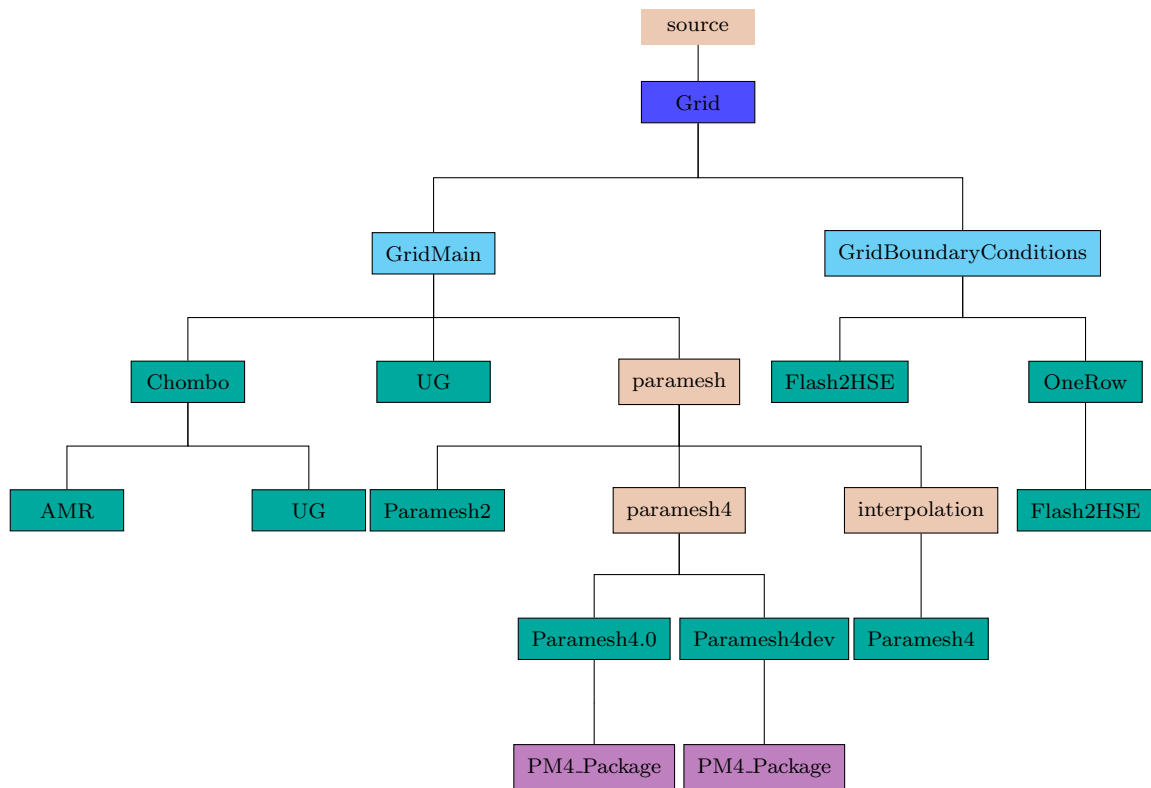 source
Grid
GridMain
GridBoundaryConditions
Chombo
UG
paramesh
Flash2HSE
OneRow
AMR
UG
Paramesh2
paramesh4
interpolation
Flash2HSE
Paramesh4.0
Paramesh4dev
Paramesh4
PM4_Package
PM4_Package